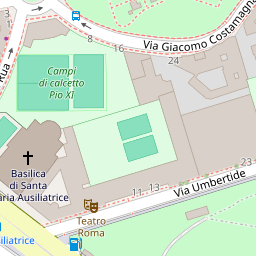 Rua
8
16
Via Giacomo Costamagna
24
Campi
di calcetto
Pio XI
Basilica
di Santa
aria Ausiliatrice
23
11
13
Via Umbertide
Teatro
Roma
iliatrice